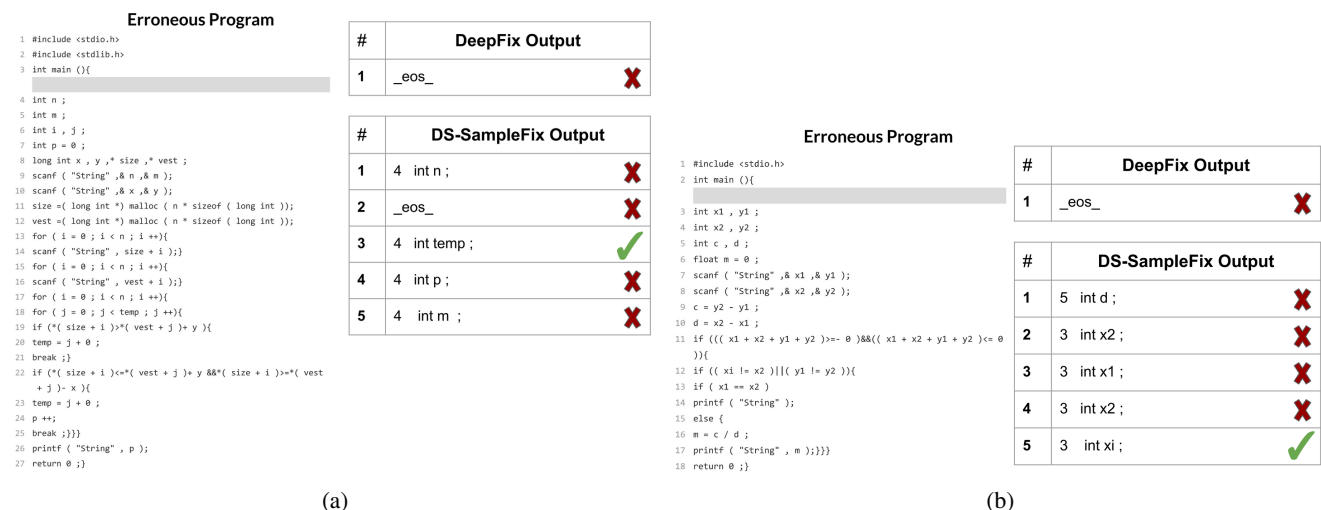 Erroneous Program
1 #include <stdio.h>
2 #include <stdlib.h>
3 int main (){
4 int n ;
5 int m ;
6 int i , j ;
7 int p = 0 ;
8 long int x , y ,* size ,* vest ;
9 scanf ( "String" ,& n ,& m );
10 scanf ( "String" ,& x ,& y );
11 size =( long int *) malloc ( n * sizeof ( long int ));
12 vest =( long int *) malloc ( n * sizeof ( long int ));
13 for ( i = 0 ; i < n ; i ++){
14 scanf ( "String" , size + i );}
15 for ( i = 0 ; i < n ; i ++){
16 scanf ( "String" , vest + i );}
17 for ( i = 0 ; i < n ; i ++){
18 for ( j = 0 ; j < temp ; j ++){
19 if (*( size + i )>*( vest + j )+ y ){
20 temp = j + 0 ;
21 break ;}
22 if (*( size + i )<=*( vest + j )+ y &&*( size + i )>=*( vest
+ j )- x ){
23 temp = j + 0 ;
24 p ++;
25 break ;}}}
26 printf ( "String" , p );
27 return 0 ;}
# DeepFix Output
1 _eos_ ✘
# DS-SampleFix Output
1 4 int n ; ✘
2 _eos_ ✘
3 4 int temp ; ✓
4 4 int p ; ✘
5 4 int m ; ✘
(a)
Erroneous Program
1 #include <stdio.h>
2 int main (){
3 int x1 , y1 ;
4 int x2 , y2 ;
5 int c , d ;
6 float m = 0 ;
7 scanf ( "String" ,& x1 ,& y1 );
8 scanf ( "String" ,& x2 ,& y2 );
9 c = y2 - y1 ;
10 d = x2 - x1 ;
11 if ((( x1 + x2 + y1 + y2 )>=- 0 )&&(( x1 + x2 + y1 + y2 )<= 0
)){
12 if (( xi != x2 )||( y1 != y2 )){
13 if ( x1 == x2 )
14 printf ( "String" );
15 else {
16 m = c / d ;
17 printf ( "String" , m );}}}
18 return 0 ;}
# DeepFix Output
1 _eos_ ✘
# DS-SampleFix Output
1 5 int d ; ✘
2 3 int x2 ; ✘
3 3 int x1 ; ✘
4 3 int x2 ; ✘
5 3 int xi ; ✓
(b)